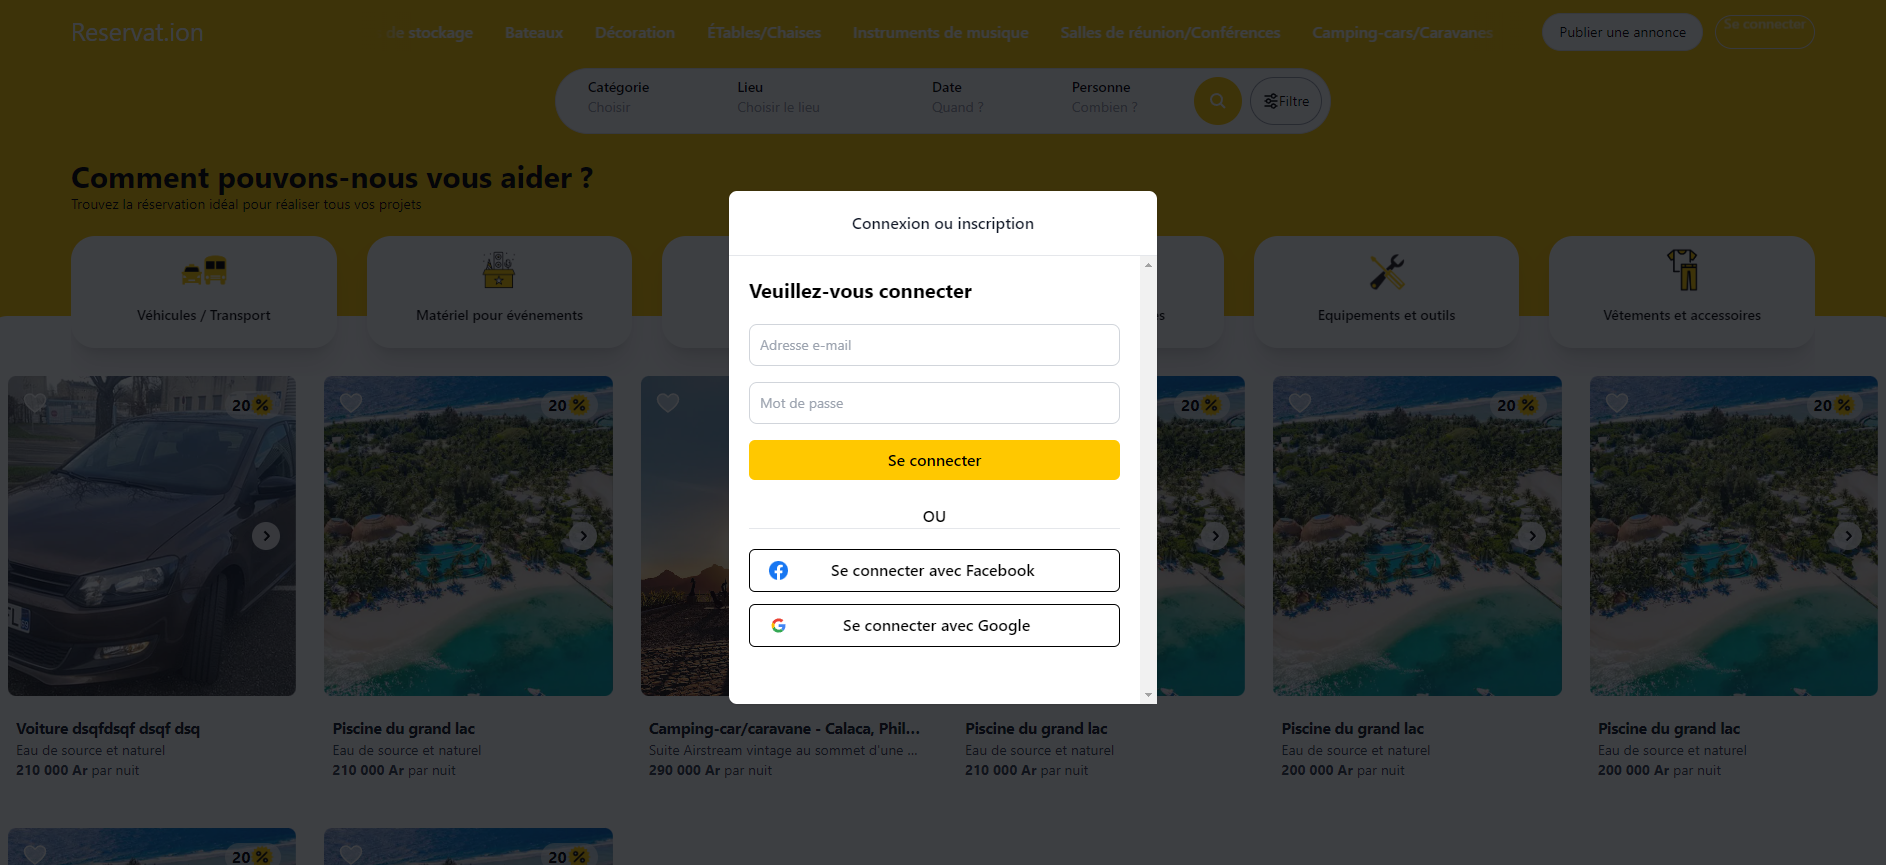 Reservat.ion
de stockage
Bateaux
Décoration
ÉTables/Chaises
Instruments de musique
Salles de réunion/Conférences
Camping-cars/Caravanes
Publier une annonce
Se connecter
Catégorie
Choisir
Lieu
Choisir le lieu
Date
Quand ?
Personne
Combien ?
Filtre
Comment pouvons-nous vous aider ?
Trouvez la réservation idéal pour réaliser tous vos projets
Véhicules / Transport
Matériel pour événements
Equipements et outils
Vêtements et accessoires
Connexion ou inscription
Veuillez-vous connecter
Adresse e-mail
Mot de passe
Se connecter
OU
Se connecter avec Facebook
Se connecter avec Google
20 %
20 %
20 %
20 %
20 %
Voiture dsqfdsqf dsqf dsq
Eau de source et naturel
210 000 Ar par nuit
Piscine du grand lac
Eau de source et naturel
210 000 Ar par nuit
Camping-car/caravane - Calaca, Phil...
Suite Airstream vintage au sommet d'une ...
290 000 Ar par nuit
Piscine du grand lac
Eau de source et naturel
210 000 Ar par nuit
Piscine du grand lac
Eau de source et naturel
200 000 Ar par nuit
Piscine du grand lac
Eau de source et naturel
200 000 Ar par nuit
20 %
20 %